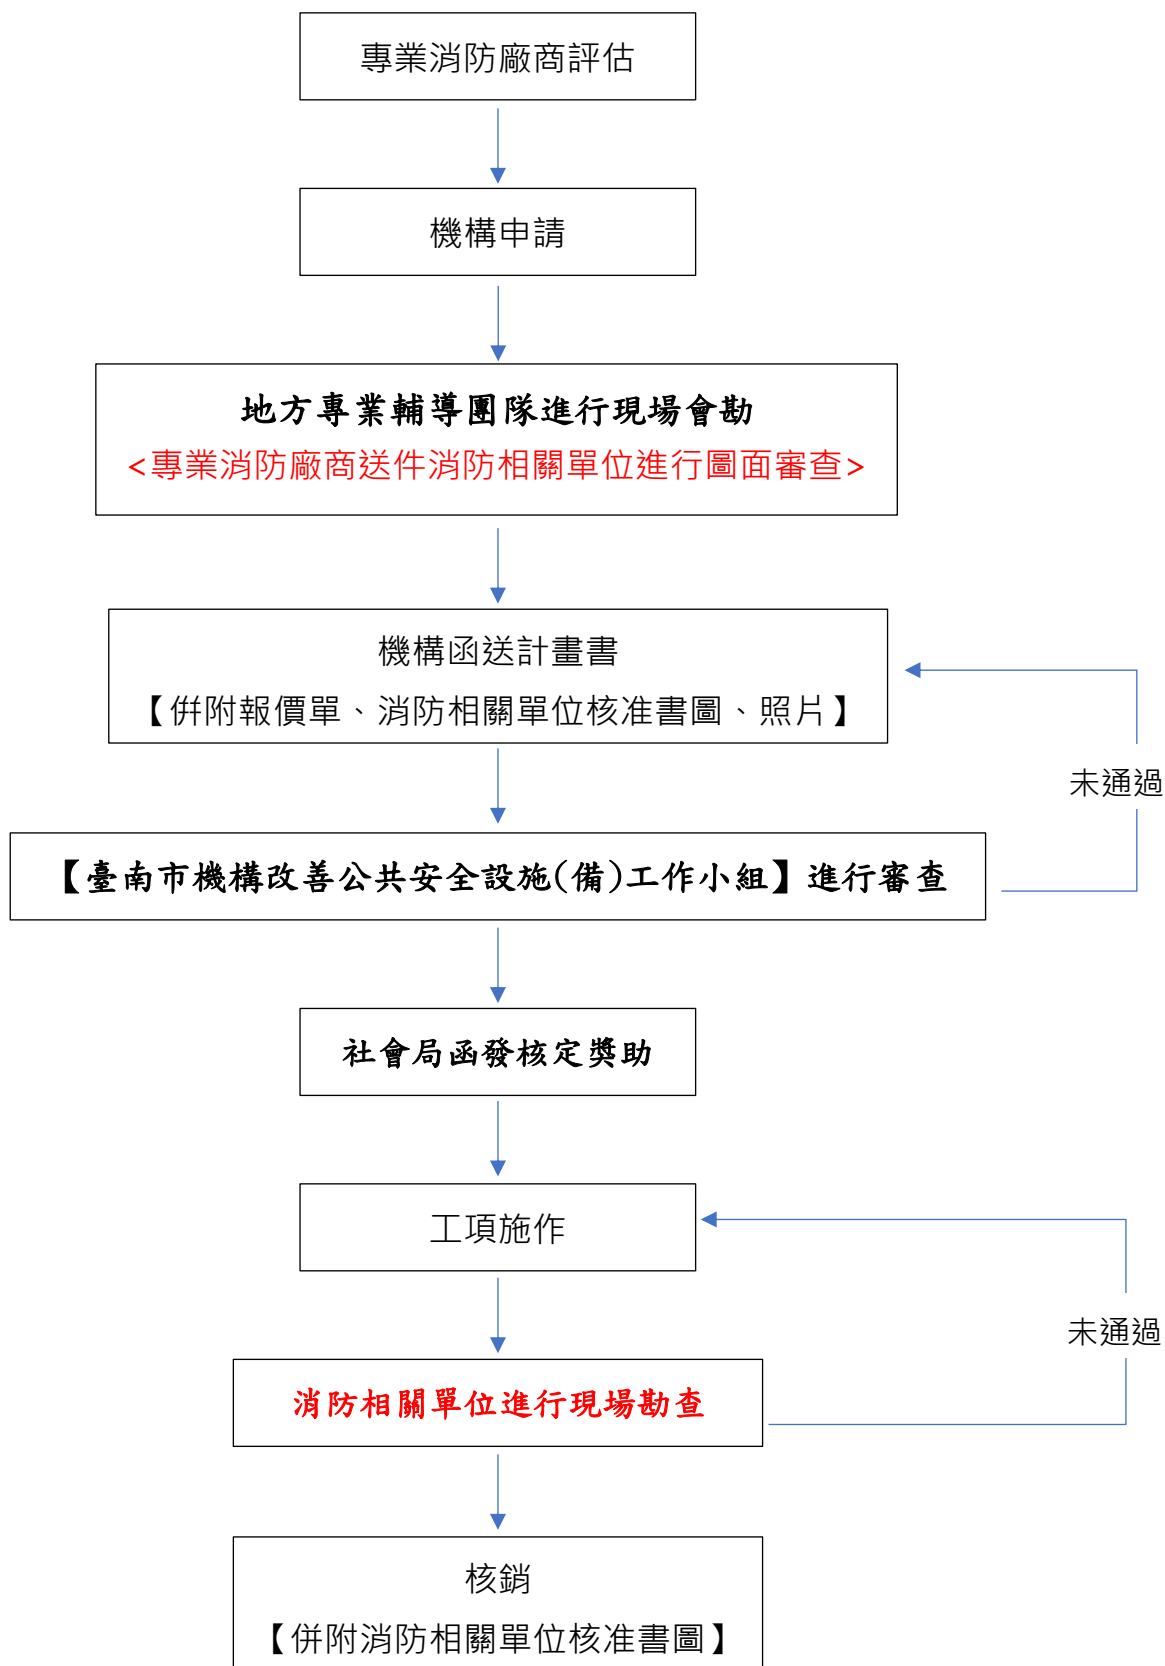 專業消防廠商評估
機構申請
地方專業輔導團隊進行現場會勘
<專業消防廠商送件消防相關單位進行圖面審查>
機構函送計畫書
【併附報價單、消防相關單位核准書圖、照片】
未通過
【臺南市機構改善公共安全設施(備)工作小組】進行審查
社會局函發核定獎助
工項施作
未通過
消防相關單位進行現場勘查
核銷
【併附消防相關單位核准書圖】